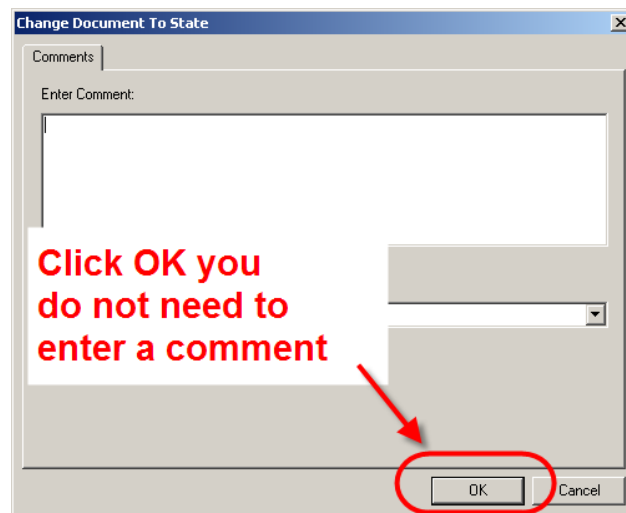 Change Document To State
Comments
Enter Comment:
Click OK you
do not need to
enter a comment
OK
Cancel